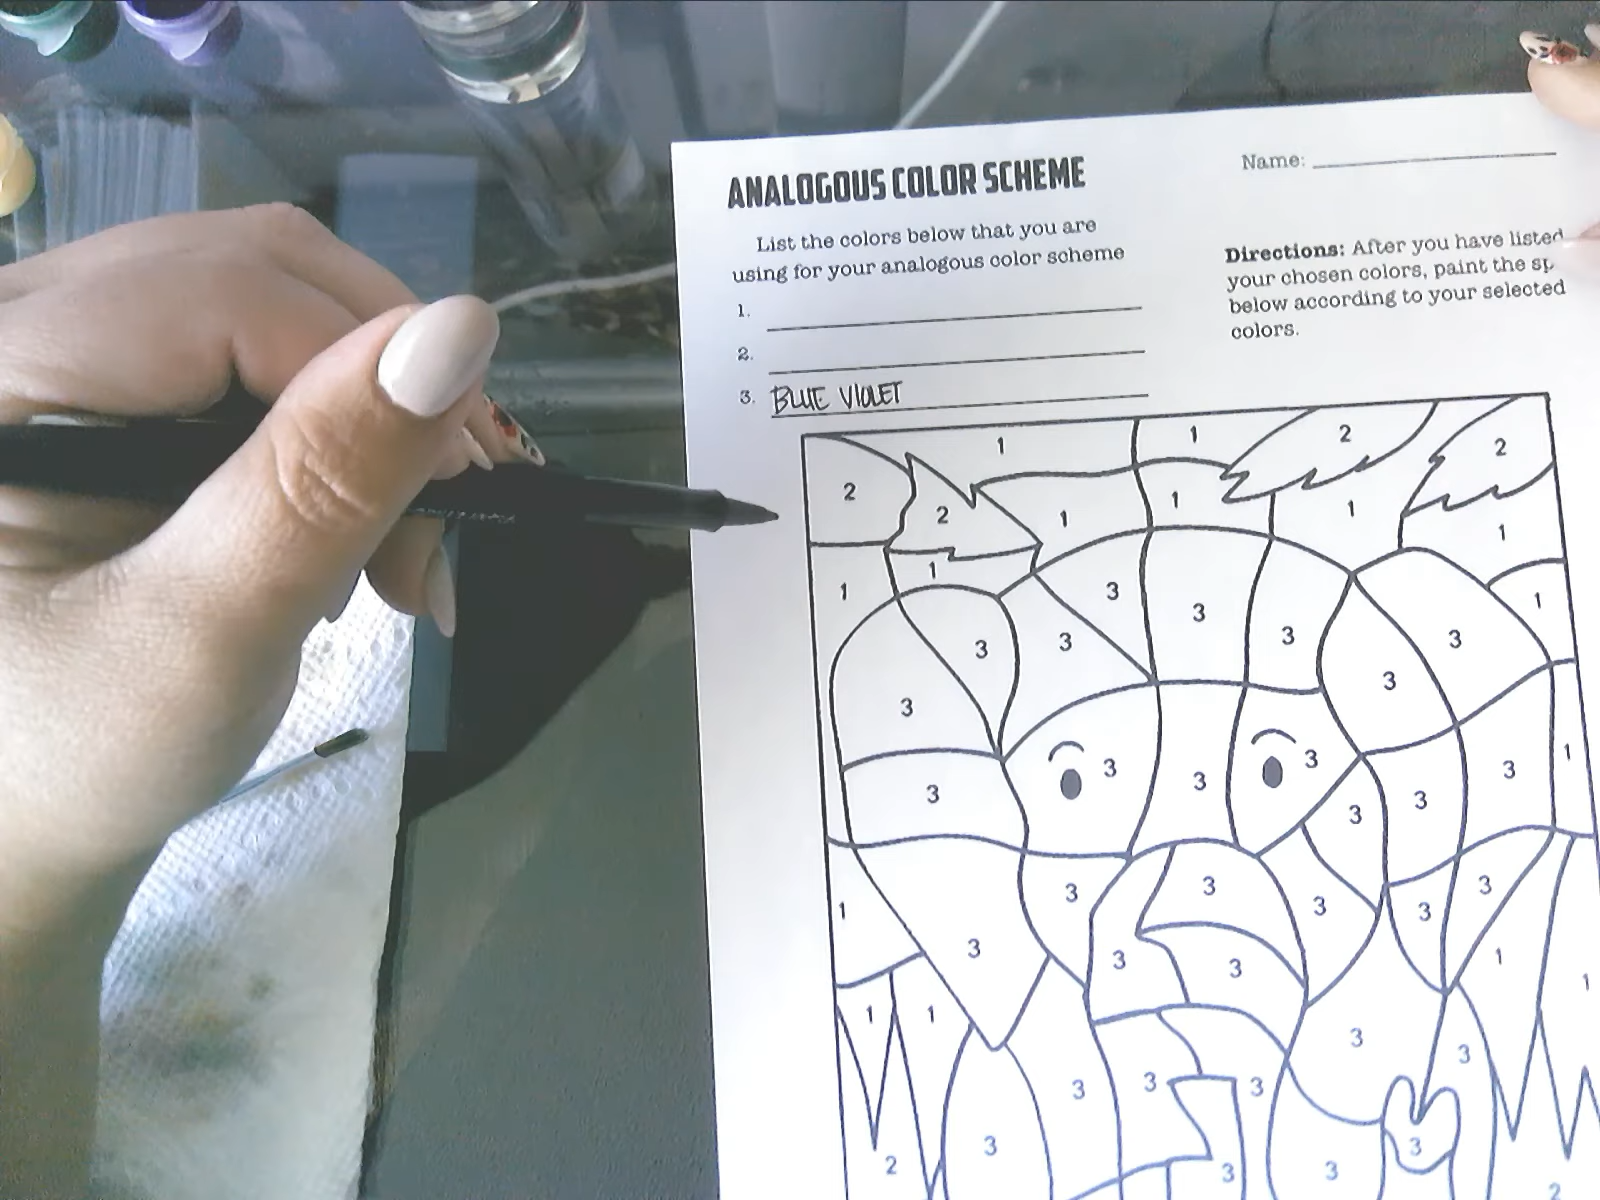 ANALOGOUS COLOR SCHEME
Name:
List the colors below that you are
using for your analogous color scheme
1.
2.
3. BLUE VIOLET
Directions: After you have listed
your chosen colors, paint the
below according to your selected
colors.
1 1 2 2
2 2 1 1 1 1
1 1 3 3 3 1
3 3 3 3 3
3 3 3 3 3 3 1
3 3 3
1 3 3 3 3 3
3 3 3 1 1
1 1 3 3
3 3 3
3 3 3 3
2 2